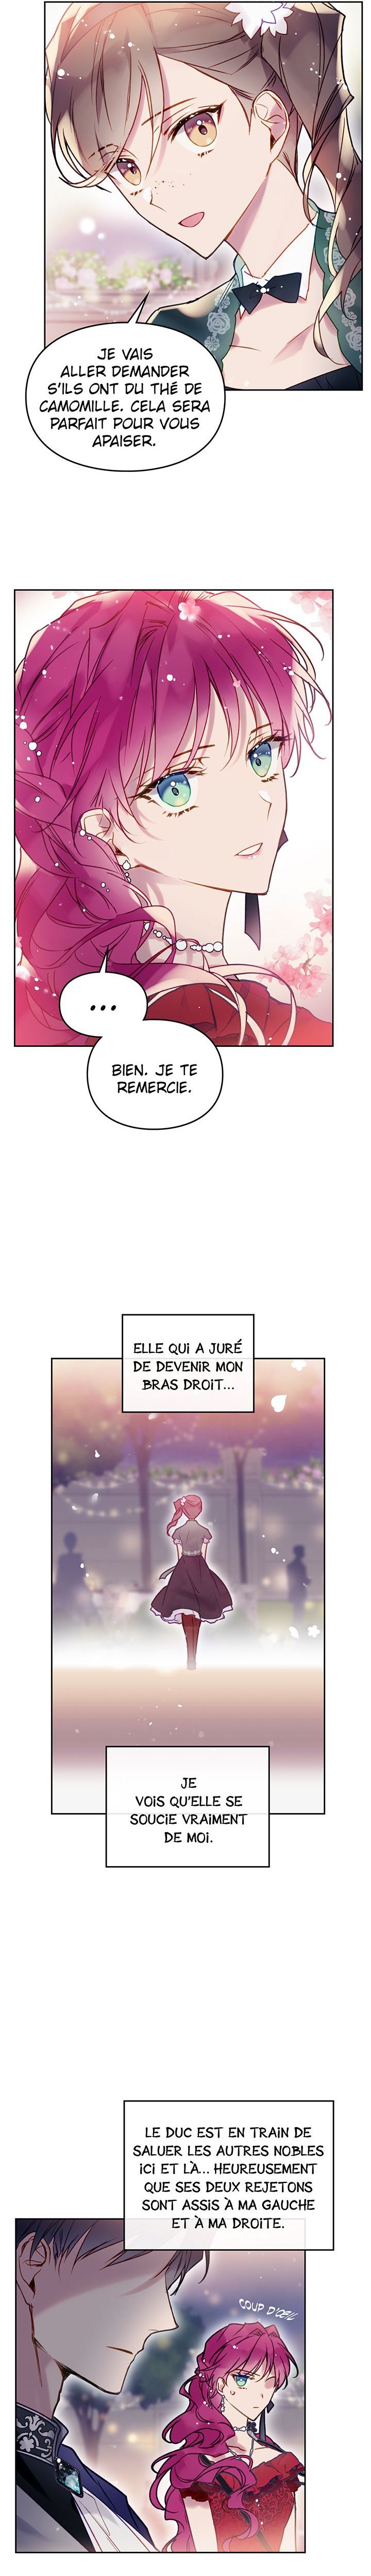 JE VAIS
ALLER DEMANDER
S'ILS ONT DU THÉ DE
CAMOMILLE. CELA SERA
PARFAIT POUR VOUS
APAISER.
...
BIEN. JE TE
REMERCIE.
ELLE QUI A JURÉ
DE DEVENIR MON
BRAS DROIT...
JE
VOIS QU'ELLE SE
SOUCIE VRAIMENT
DE MOI.
LE DUC EST EN TRAIN DE
SALUER LES AUTRES NOBLES
ICI ET LÀ... HEUREUSEMENT
QUE SES DEUX REJETONS
SONT ASSIS À MA GAUCHE
ET À MA DROITE.
COUP D'ŒIL